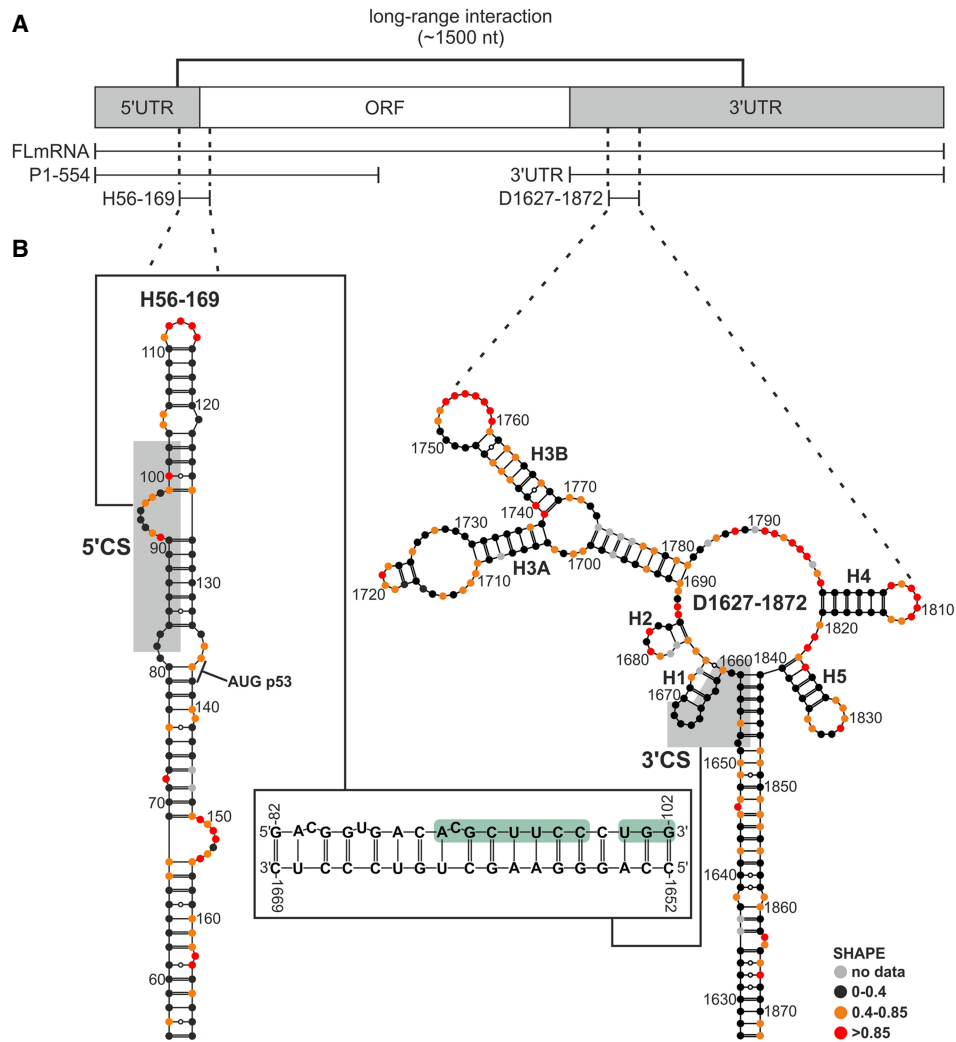 A
long-range interaction
(~1500 nt)
5'UTR
ORF
3'UTR
FLmRNA
P1-554
3'UTR
H56-169
D1627-1872
B
H56-169
110
120
100
5'CS
90
130
80
AUG p53
140
70
150
160
60
1760
1750
H3B
1770
1740
1730
H3A
1720
1710
1700
1780
1690
1790
D1627-1872
H4
1810
1820
H2
1680
H1
1660
1840
1670
H5
1830
3'CS
1650
1850
1640
1860
1630
1870
82
102
5'GACGGUGACACGCUUCCCUGG3'
3'CUCCCUGUCGAAGGGACC5'
1669
1652
SHAPE
no data
0-0.4
0.4-0.85
>0.85